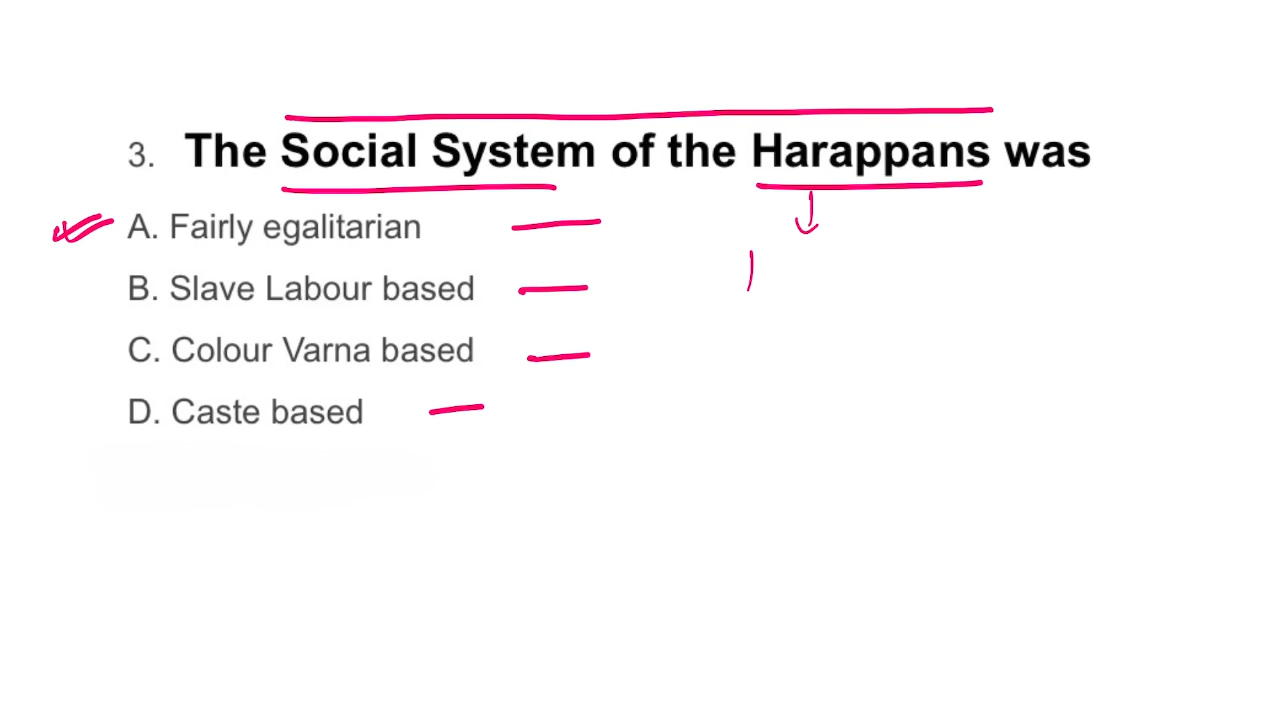 3. The Social System of the Harappans was
A. Fairly egalitarian
B. Slave Labour based
C. Colour Varna based
D. Caste based